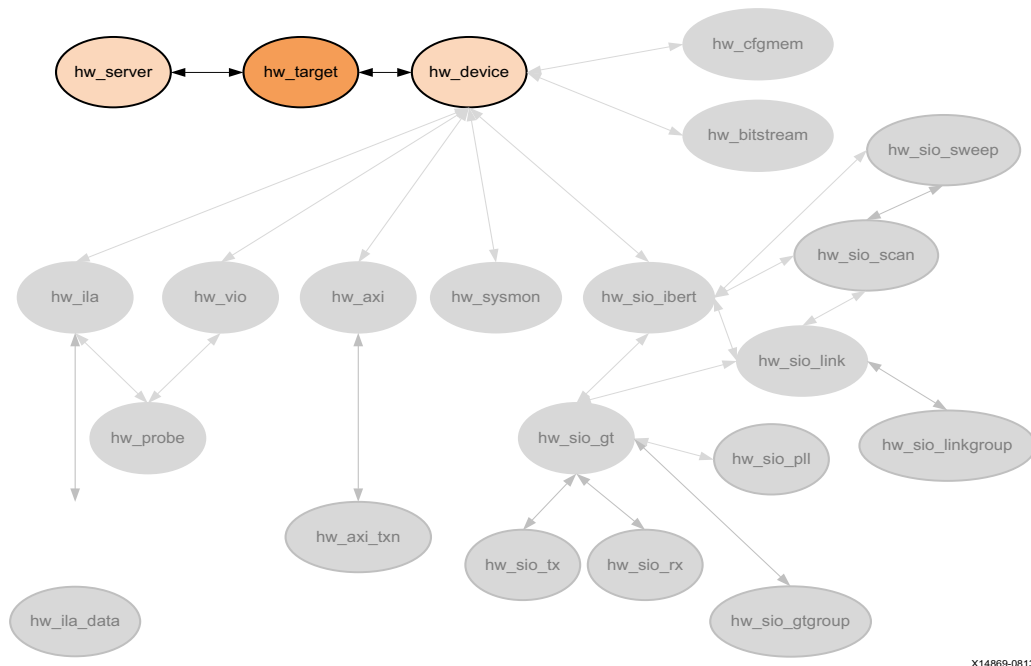 hw_cfgmem
hw_server
hw_target
hw_device
hw_bitstream
hw_sio_sweep
hw_sio_scan
hw_ila
hw_vio
hw_axi
hw_sysmon
hw_sio_ibert
hw_sio_link
hw_probe
hw_sio_gt
hw_sio_pll
hw_sio_linkgroup
hw_axi_txn
hw_sio_tx
hw_sio_rx
hw_ila_data
hw_sio_gtgroup